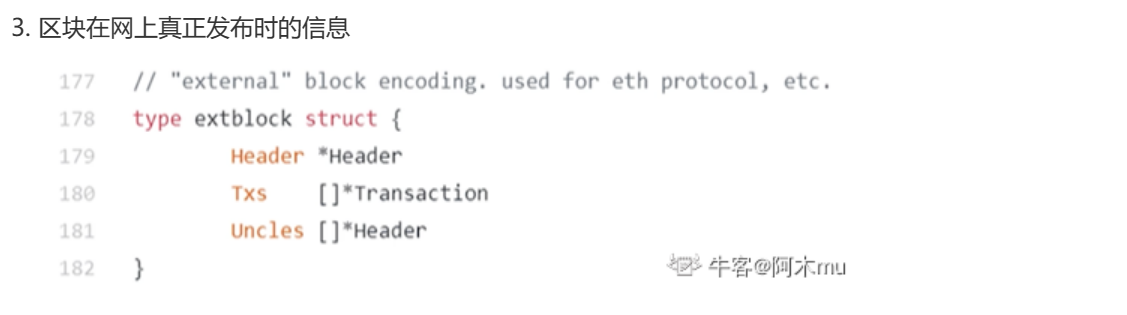 3. 区块在网上真正发布时的信息
177 // "external" block encoding. used for eth protocol, etc.
178 type extblock struct {
179 Header *Header
180 Txs []*Transaction
181 Uncles []*Header
182 }
牛客@阿木mu